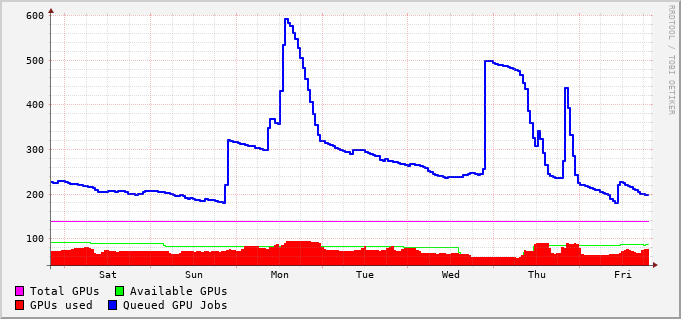 600
500
400
300
200
100
Sat Sun Mon Tue Wed Thu Fri
Total GPUs Available GPUs
GPUs used Queued GPU Jobs
RRDTOOL / TOBI OETIKER